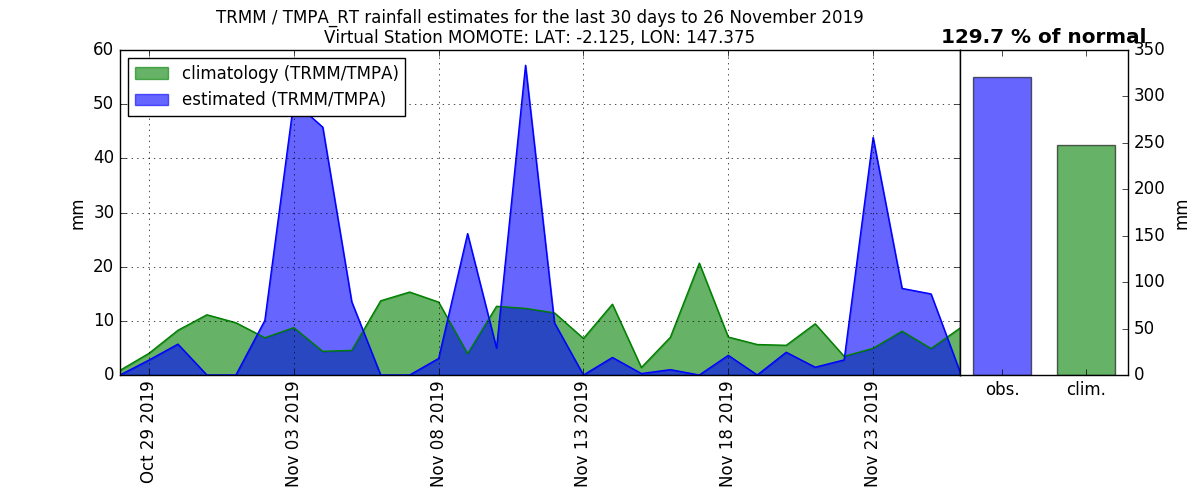 TRMM / TMPA_RT rainfall estimates for the last 30 days to 26 November 2019
Virtual Station MOMOTE: LAT: -2.125, LON: 147.375
129.7 % of normal
climatology (TRMM/TMPA)
estimated (TRMM/TMPA)
60
50
40
30
20
10
0
mm
Oct 29 2019
Nov 03 2019
Nov 08 2019
Nov 13 2019
Nov 18 2019
Nov 23 2019
obs.
clim.
350
300
250
200
150
100
50
0
mm